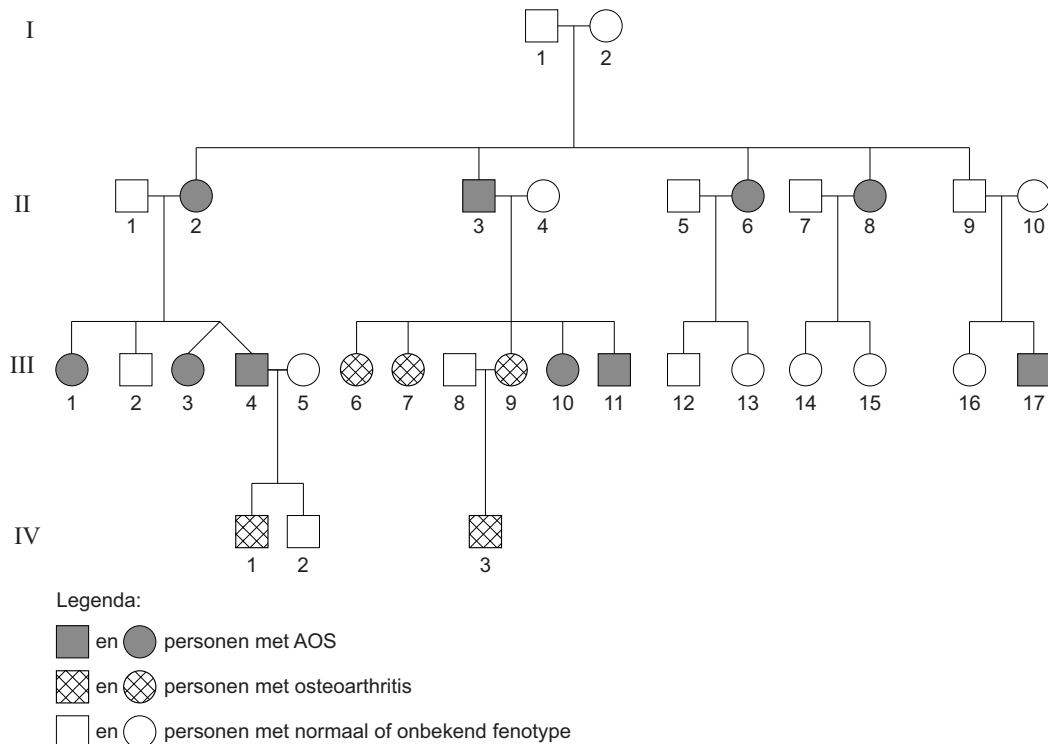 I
1 2
II
1 2 3 4 5 6 7 8 9 10
III
1 2 3 4 5 6 7 8 9 10 11 12 13 14 15 16 17
IV
1 2 3
Legenda:
en personen met AOS
en personen met osteoarthritis
en personen met normaal of onbekend fenotype